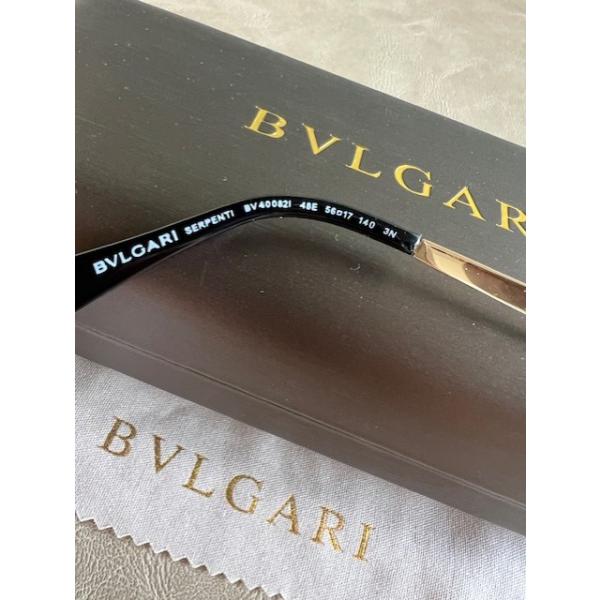 BVLGARI
BVLGARI SERPENTI BV40082I 48E 56□17 140 3N
BVLGARI